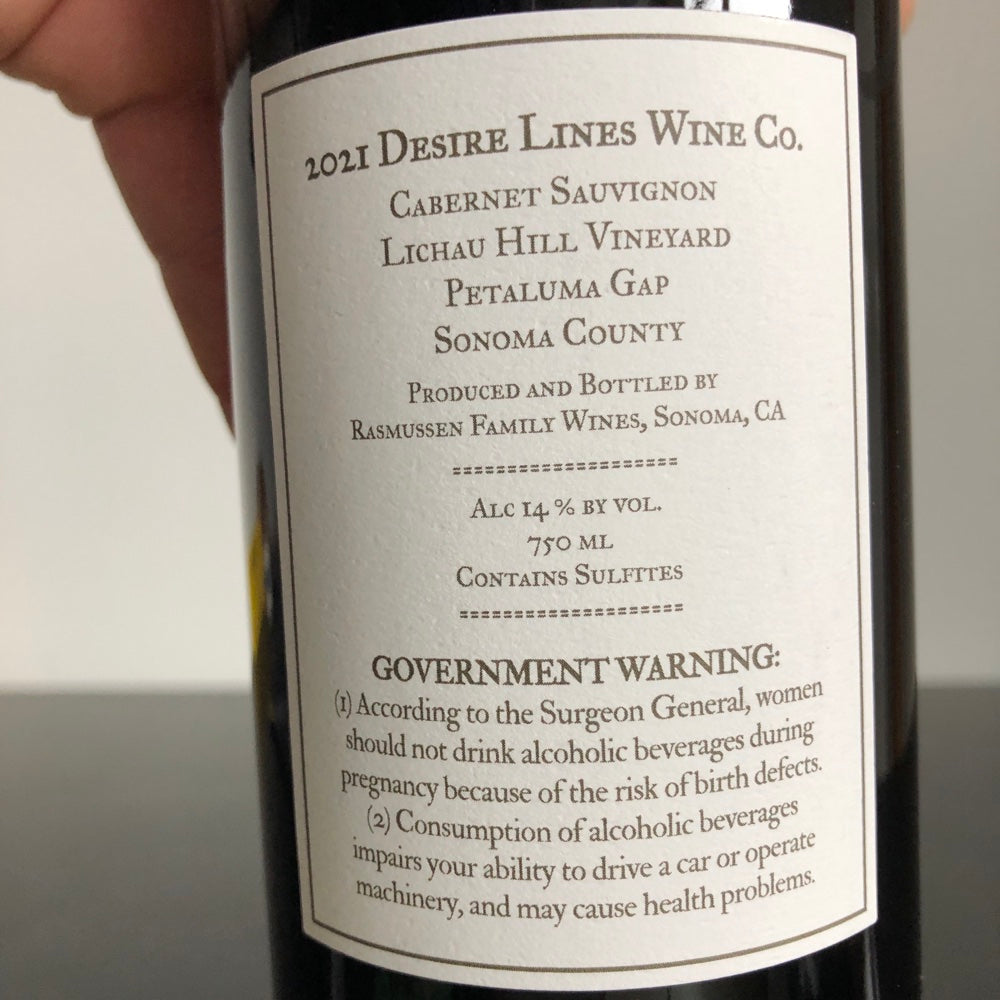 2021 Desire Lines Wine Co.
Cabernet Sauvignon
Lichau Hill Vineyard
Petaluma Gap
Sonoma County
Produced and Bottled by
Rasmussen Family Wines, Sonoma, CA
====================
Alc 14 % by vol.
750 ml
Contains Sulfites
====================
GOVERNMENT WARNING:
(1) According to the Surgeon General, women
should not drink alcoholic beverages during
pregnancy because of the risk of birth defects.
(2) Consumption of alcoholic beverages
impairs your ability to drive a car or operate
machinery, and may cause health problems.